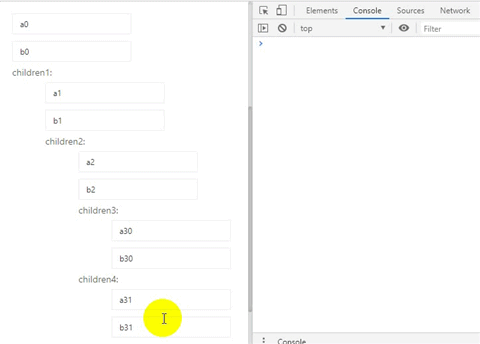 a0
b0
children1:
a1
b1
children2:
a2
b2
children3:
a30
b30
children4:
a31
b31
Elements Console Sources Network
top Filter
Console